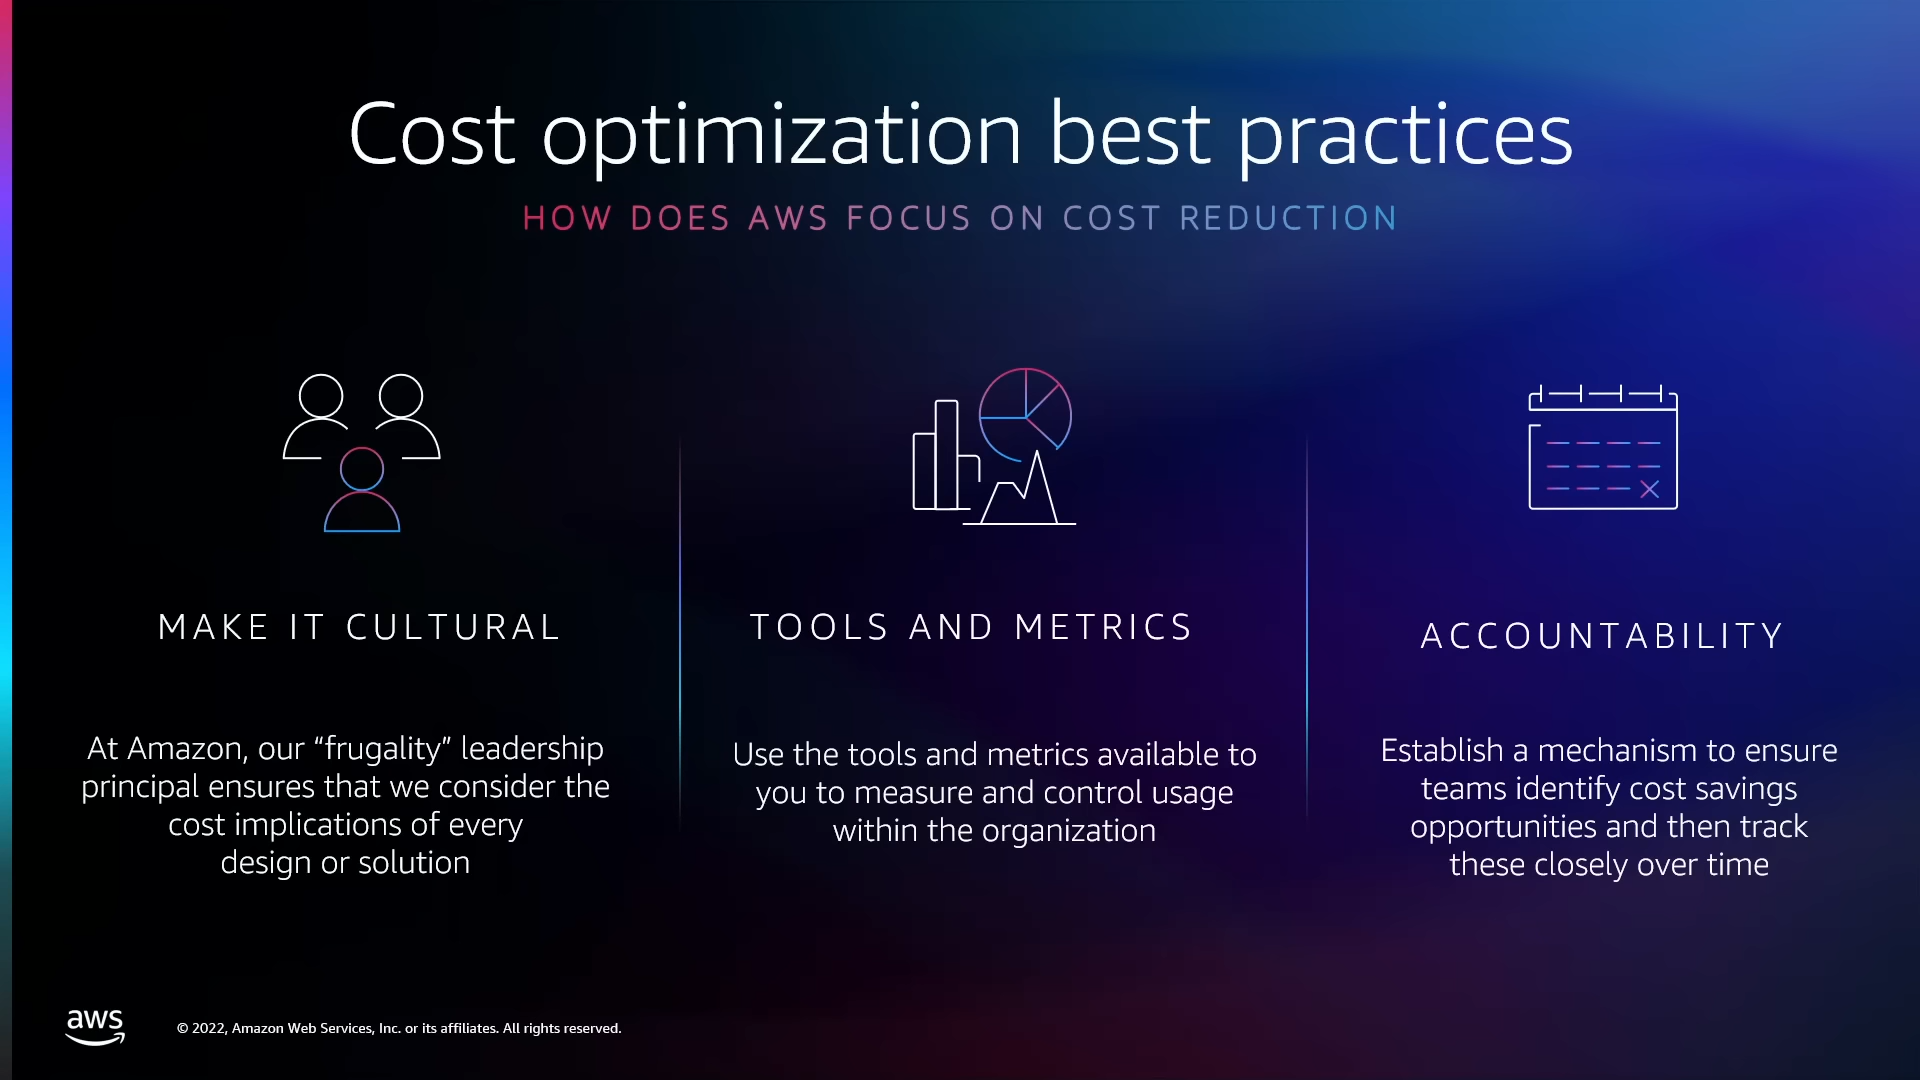 Cost optimization best practices
HOW DOES AWS FOCUS ON COST REDUCTION
MAKE IT CULTURAL
At Amazon, our “frugality” leadership
principal ensures that we consider the
cost implications of every
design or solution
TOOLS AND METRICS
Use the tools and metrics available to
you to measure and control usage
within the organization
ACCOUNTABILITY
Establish a mechanism to ensure
teams identify cost savings
opportunities and then track
these closely over time
aws
© 2022, Amazon Web Services, Inc. or its affiliates. All rights reserved.